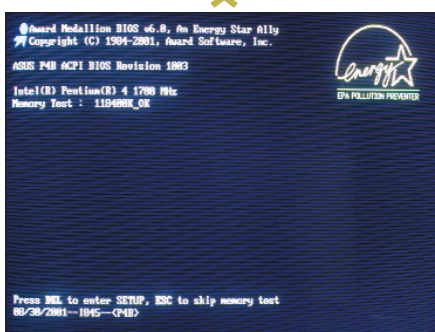 Award Medallion BIOS v6.0, An Energy Star Ally
Copyright (C) 1984-2001, Award Software, Inc.
energy
EPA POLLUTION PREVENTER
ASUS P4B ACPI BIOS Revision 1003
Intel(R) Pentium(R) 4 1700 MHz
Memory Test : 118400K OK
Press DEL to enter SETUP, ESC to skip memory test
08/30/2001--I845--<P4B>